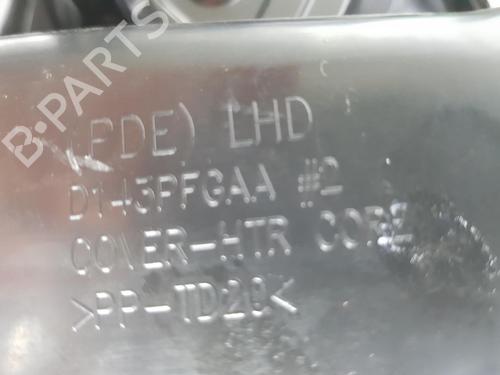 B-PARTS
(PDE) LHD
D145PFGAA #2
COVER-HTR CORE
>PP-TD20<